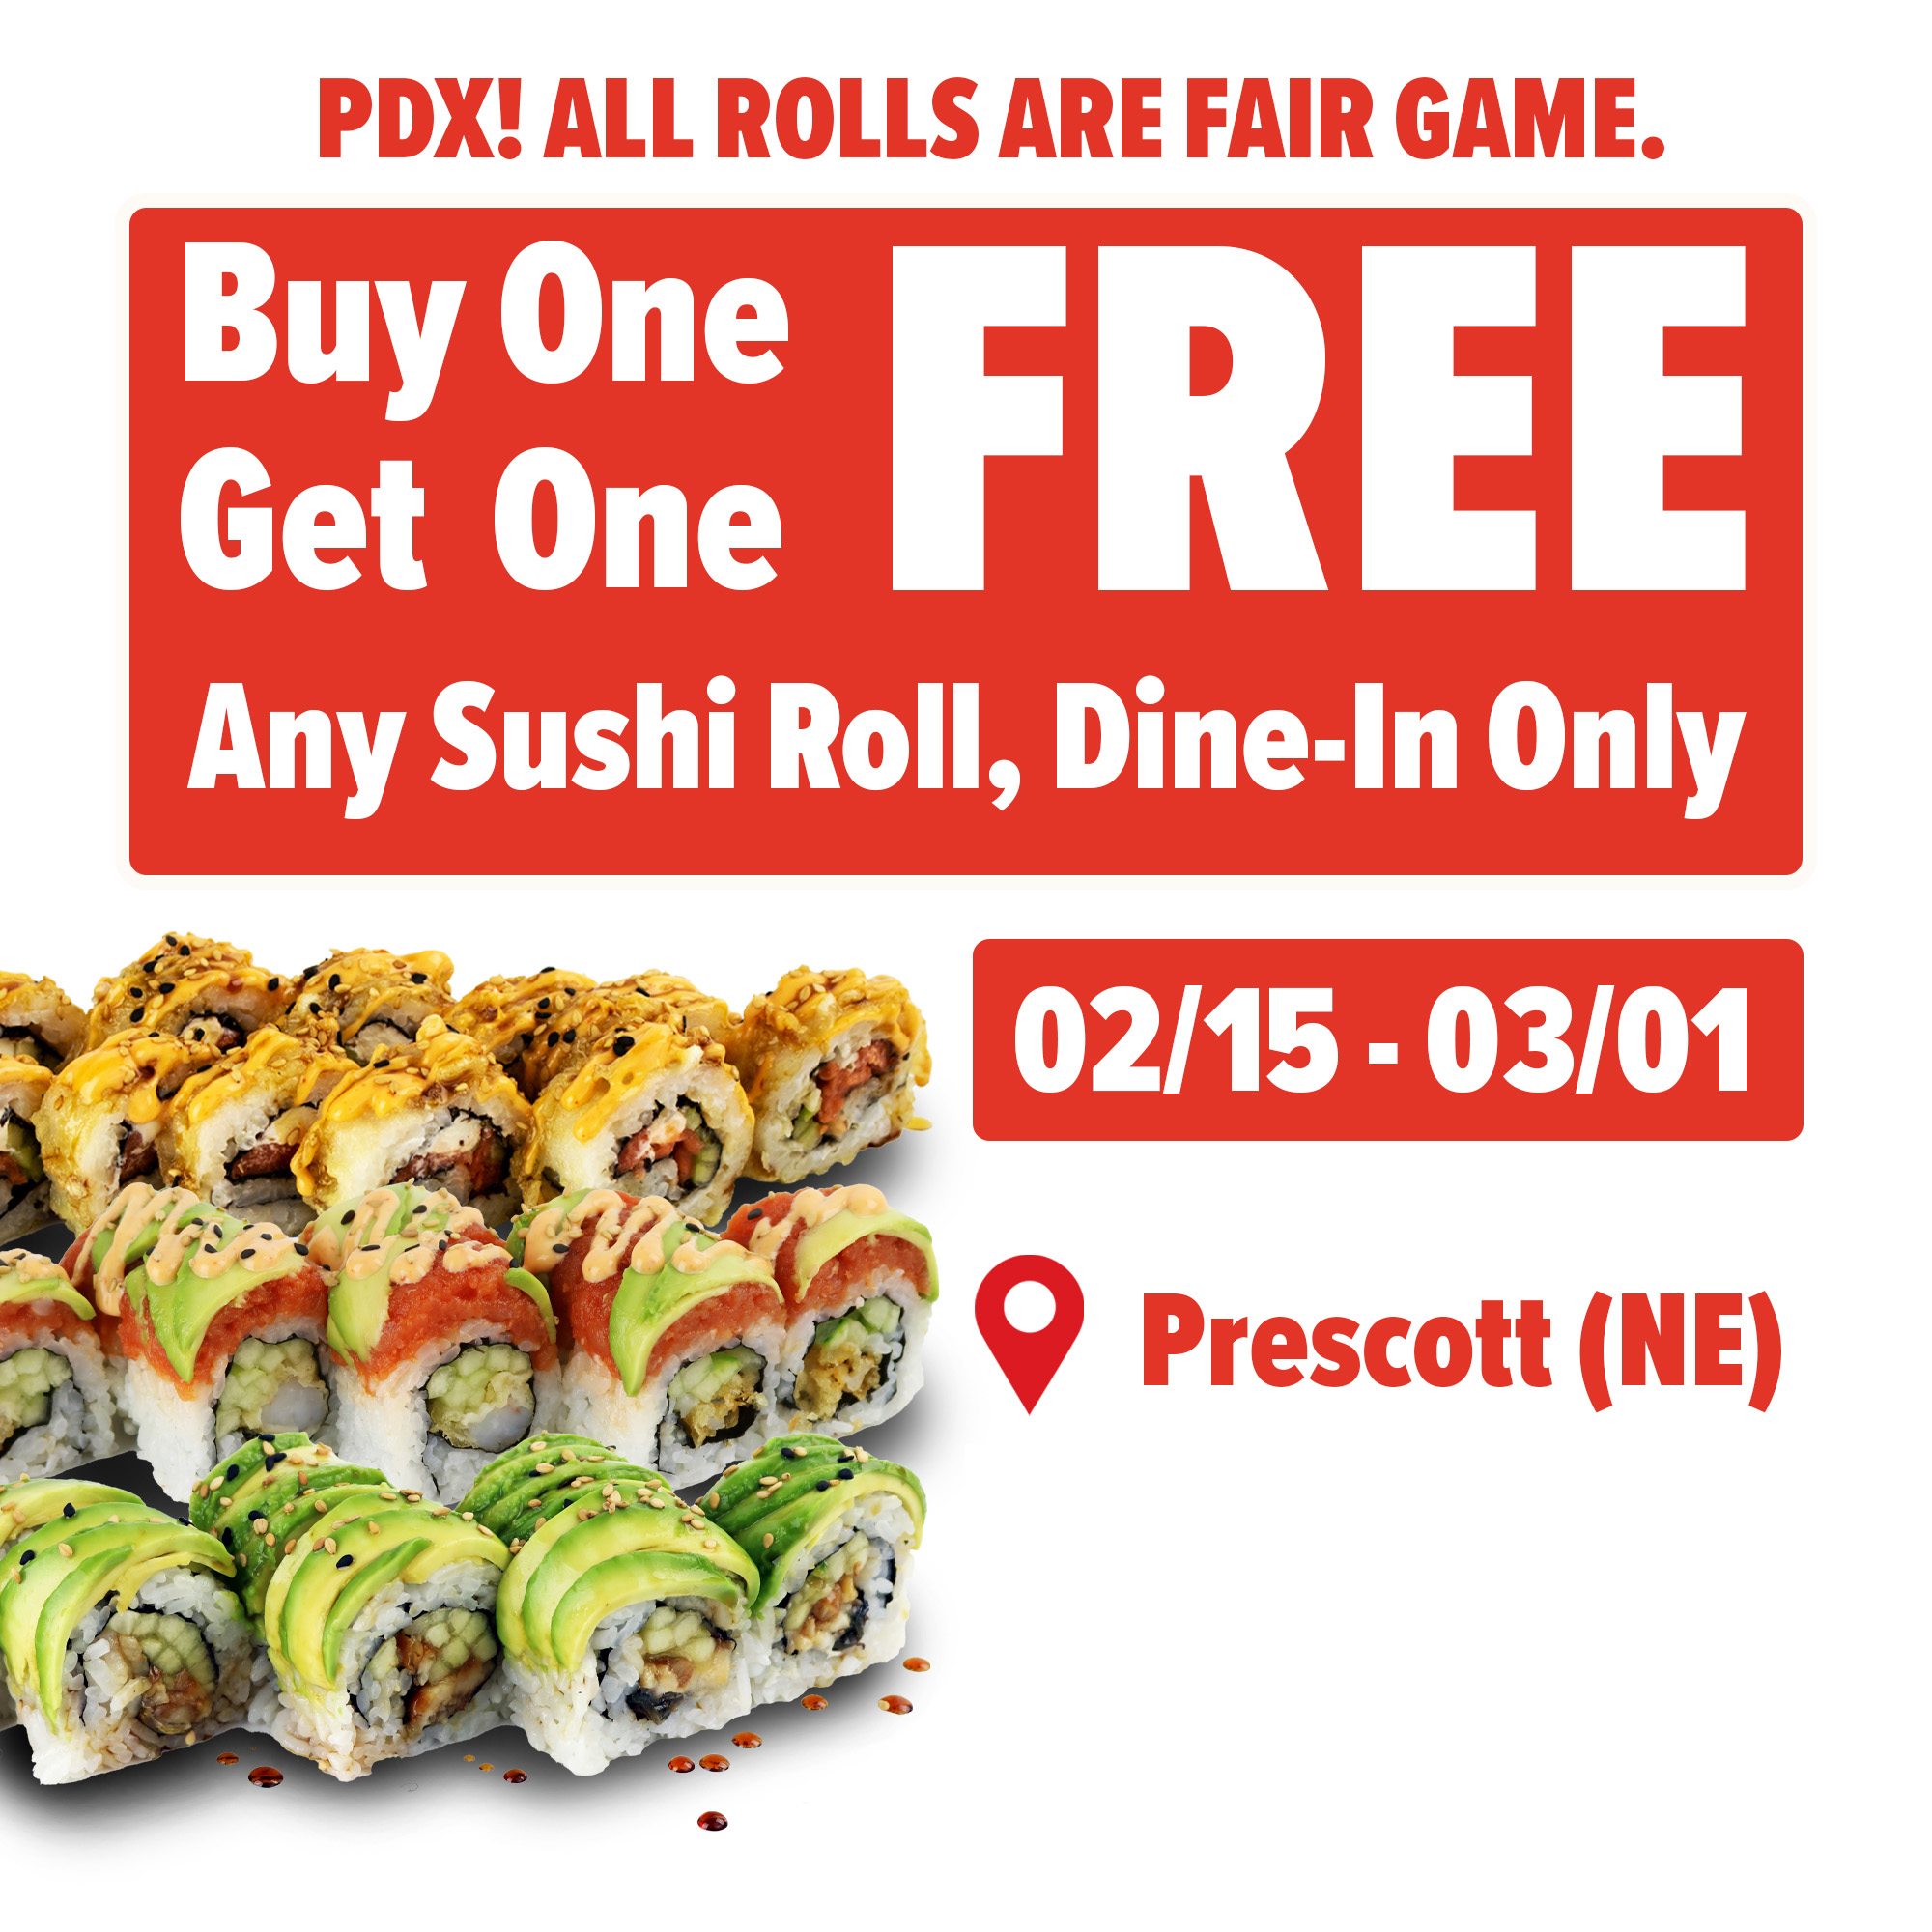 PDX! ALL ROLLS ARE FAIR GAME.
Buy One
Get One
FREE
Any Sushi Roll, Dine-In Only
02/15 - 03/01
Prescott (NE)